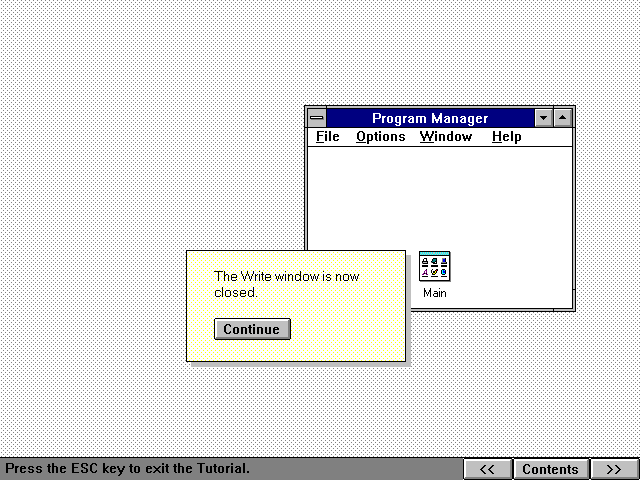 Program Manager
File Options Window Help
The Write window is now
closed.
Continue
Main
Press the ESC key to exit the Tutorial.
<< Contents >>